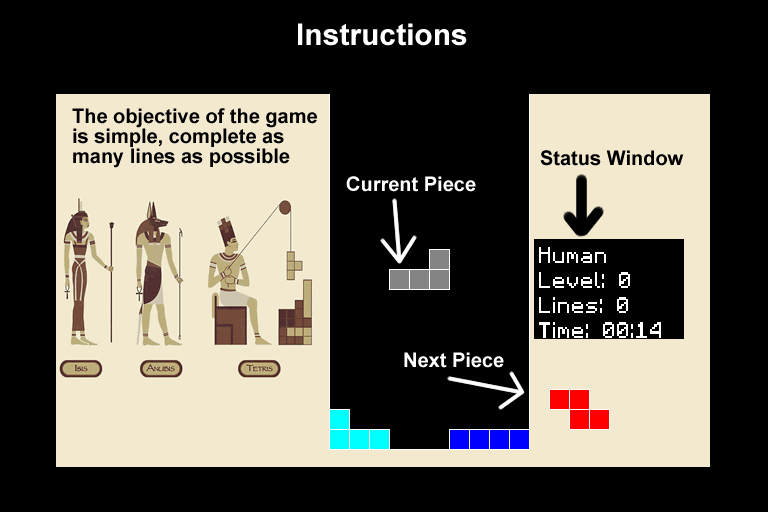 Instructions
The objective of the game
is simple, complete as
many lines as possible
Current Piece
Status Window
Human
Level: 0
Lines: 0
Time: 00:14
Next Piece
Isis
Anubis
Tetris